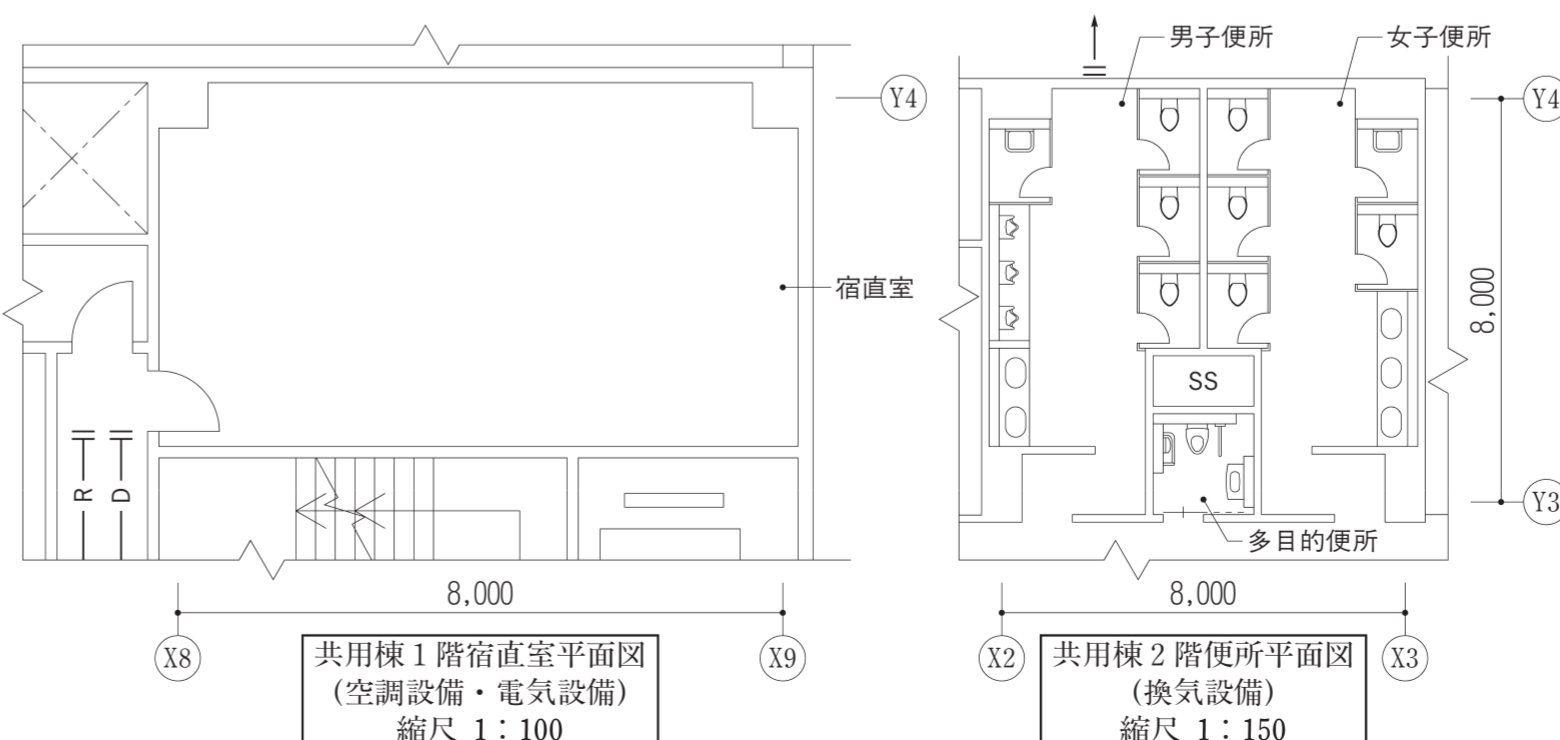 Y4
宿直室
R
D
8,000
X8
X9
共用棟1階宿直室平面図
(空調設備・電気設備)
縮尺 1：100
男子便所
女子便所
Y4
8,000
SS
Y3
多目的便所
8,000
X2
X3
共用棟2階便所平面図
(換気設備)
縮尺 1：150